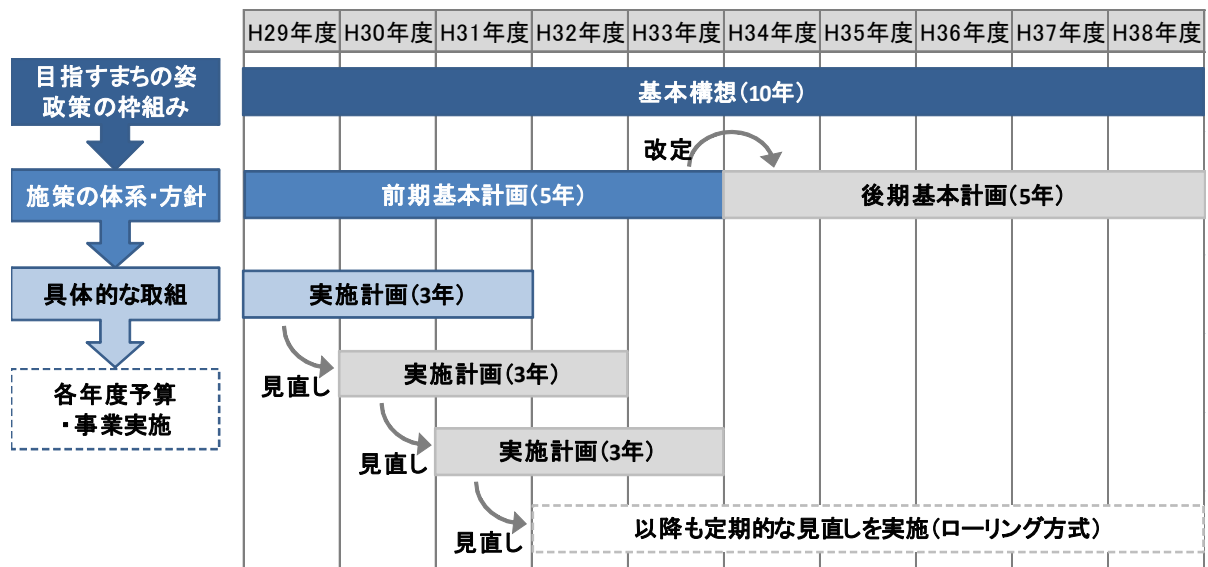 H29年度 H30年度 H31年度 H32年度 H33年度 H34年度 H35年度 H36年度 H37年度 H38年度
目指すまちの姿
政策の枠組み
基本構想(10年)
改定
施策の体系・方針
前期基本計画(5年)
後期基本計画(5年)
具体的な取組
実施計画(3年)
見直し
実施計画(3年)
各年度予算
・事業実施
見直し
実施計画(3年)
見直し
以降も定期的な見直しを実施(ローリング方式)